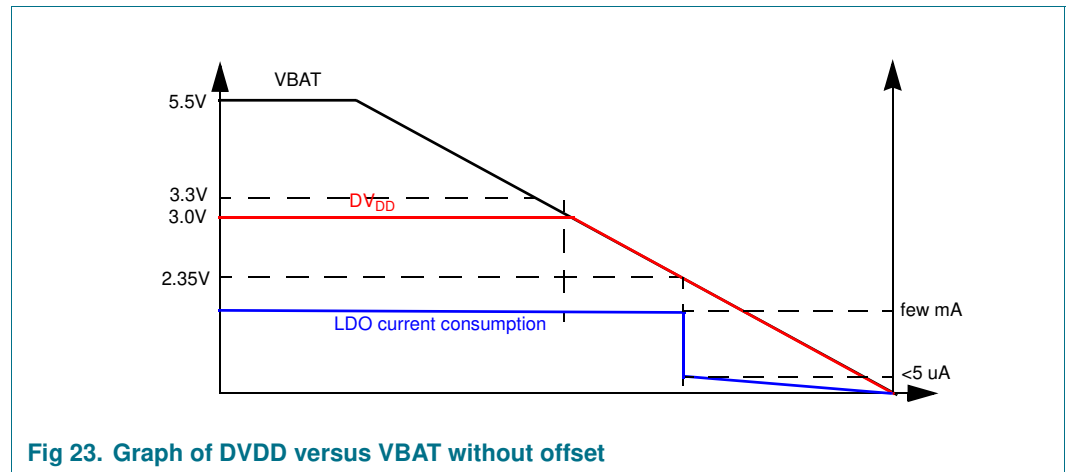 VBAT
5.5V
3.3V
DVDD
3.0V
2.35V
few mA
LDO current consumption
<5 uA
Fig 23. Graph of DVDD versus VBAT without offset